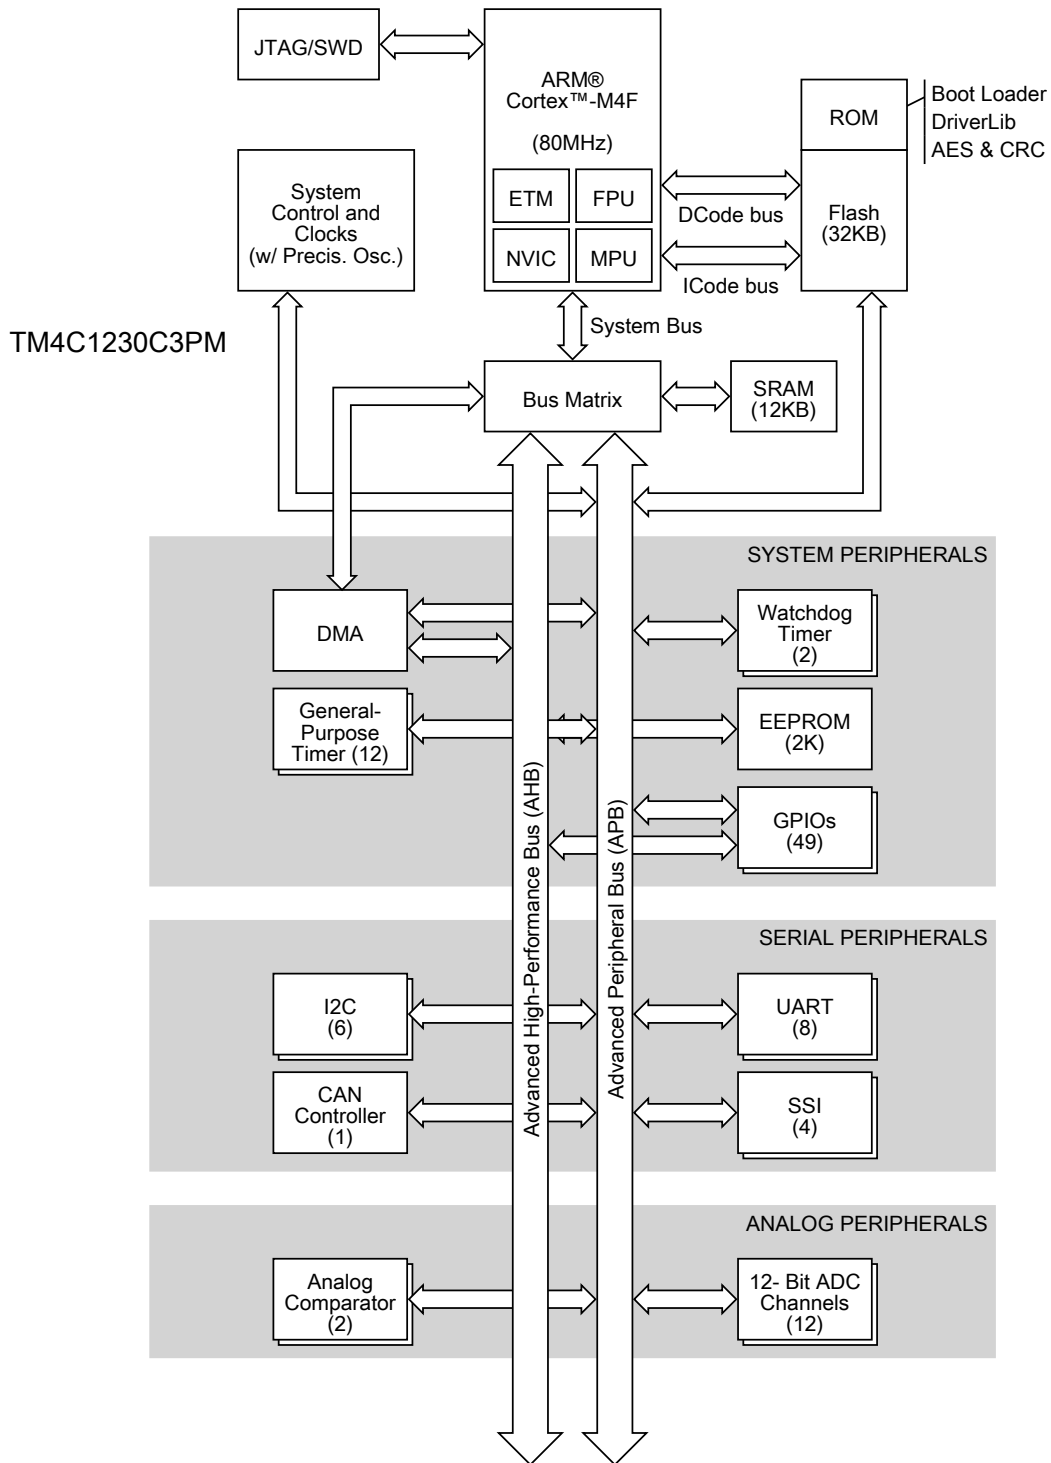 JTAG/SWD
ARM®
Cortex™-M4F
(80MHz)
ETM
FPU
NVIC
MPU
ROM
Boot Loader
DriverLib
AES & CRC
Flash
(32KB)
DCode bus
ICode bus
System
Control and
Clocks
(w/ Precis. Osc.)
TM4C1230C3PM
System Bus
Bus Matrix
SRAM
(12KB)
SYSTEM PERIPHERALS
DMA
Watchdog
Timer
(2)
General-
Purpose
Timer (12)
EEPROM
(2K)
GPIOs
(49)
Advanced High-Performance Bus (AHB)
Advanced Peripheral Bus (APB)
SERIAL PERIPHERALS
I2C
(6)
UART
(8)
CAN
Controller
(1)
SSI
(4)
ANALOG PERIPHERALS
Analog
Comparator
(2)
12- Bit ADC
Channels
(12)